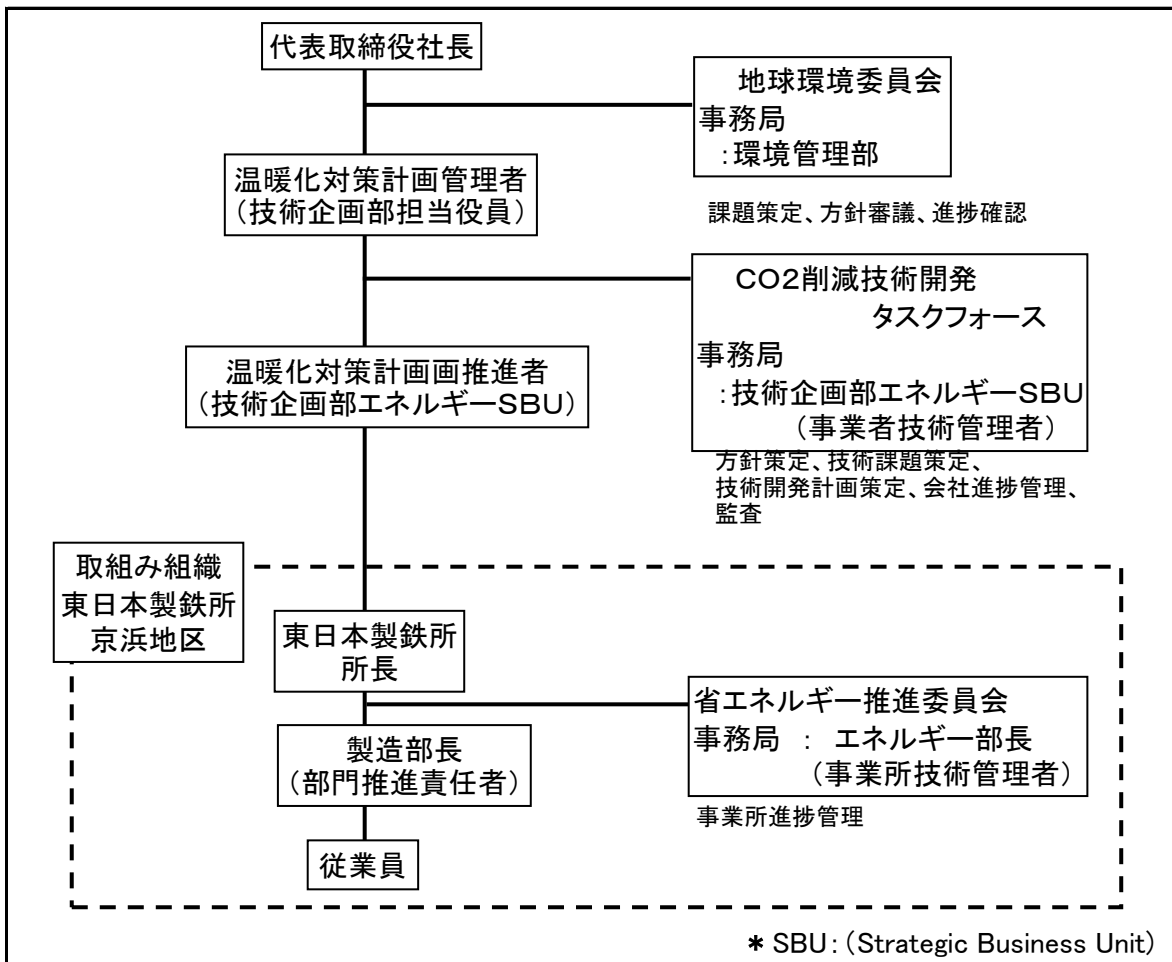 代表取締役社長
地球環境委員会
事務局
:環境管理部
課題策定、方針審議、進捗確認
温暖化対策計画管理者
(技術企画部担当役員)
CO2削減技術開発
タスクフォース
事務局
:技術企画部エネルギーSBU
(事業者技術管理者)
方針策定、技術課題策定、
技術開発計画策定、会社進捗管理、
監査
温暖化対策計画画推進者
(技術企画部エネルギーSBU)
取組み組織
東日本製鉄所
京浜地区
東日本製鉄所
所長
省エネルギー推進委員会
事務局 : エネルギー部長
(事業所技術管理者)
事業所進捗管理
製造部長
(部門推進責任者)
従業員
* SBU:(Strategic Business Unit)